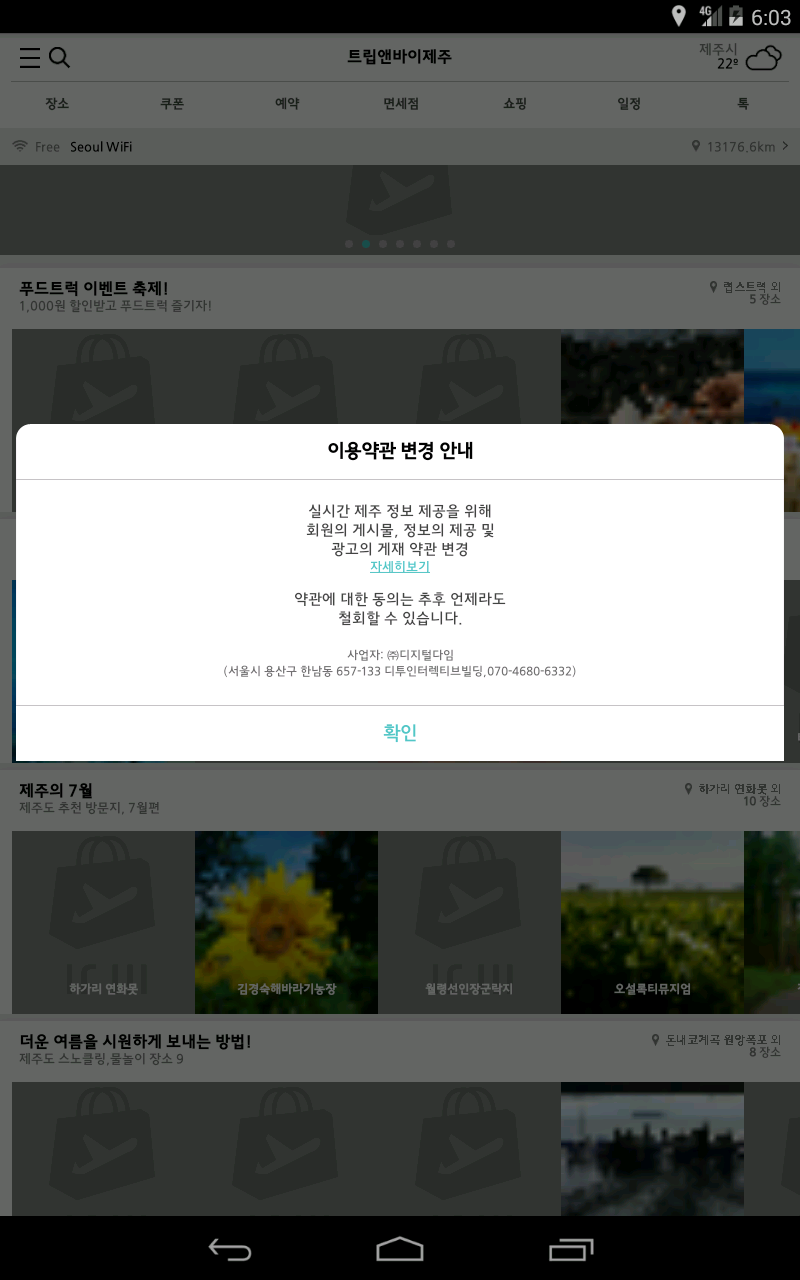 4G 6:03
트립앤바이제주
제주시
22º
장소 쿠폰 예약 면세점 쇼핑 일정 톡
Free Seoul WiFi 13176.6km
푸드트럭 이벤트 축제!
1,000원 할인받고 푸드트럭 즐기자!
랩스트럭 외
5 장소
이용약관 변경 안내
실시간 제주 정보 제공을 위해
회원의 게시물, 정보의 제공 및
광고의 게재 약관 변경
자세히보기
약관에 대한 동의는 추후 언제라도
철회할 수 있습니다.
사업자: ㈜디지털다임
(서울시 용산구 한남동 657-133 디투인터렉티브빌딩,070-4680-6332)
확인
제주의 7월
제주도 추천 방문지, 7월편
하가리 연화못 외
10 장소
하가리 연화못 김경숙해바라기농장 월령선인장군락지 오설록티뮤지엄
더운 여름을 시원하게 보내는 방법!
제주도 스노쿨링,물놀이 장소 9
돈내코계곡 원앙폭포 외
8 장소